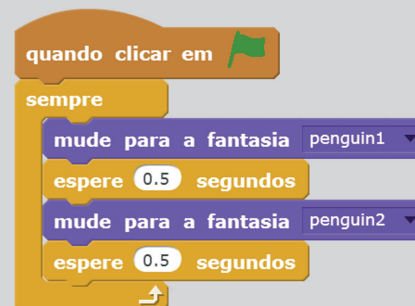 quando clicar em
sempre
mude para a fantasia penguin1
espere 0.5 segundos
mude para a fantasia penguin2
espere 0.5 segundos